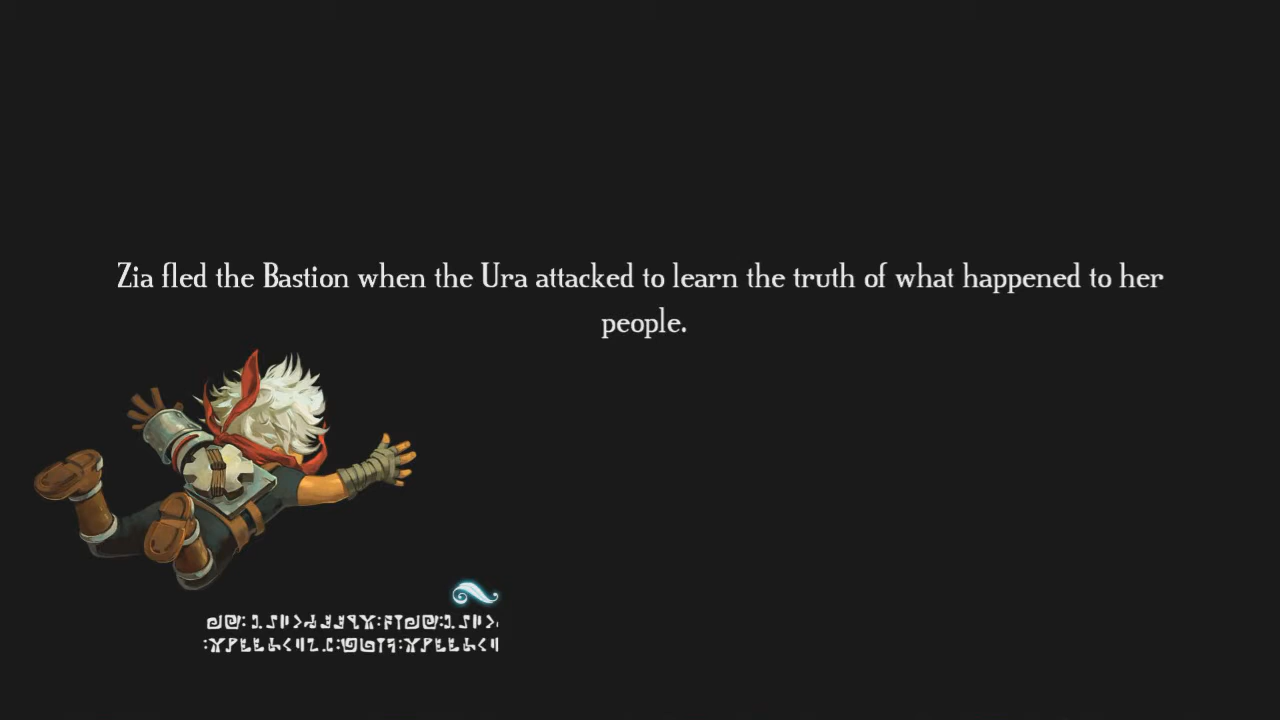 Zia fled the Bastion when the Ura attacked to learn the truth of what happened to her
people.